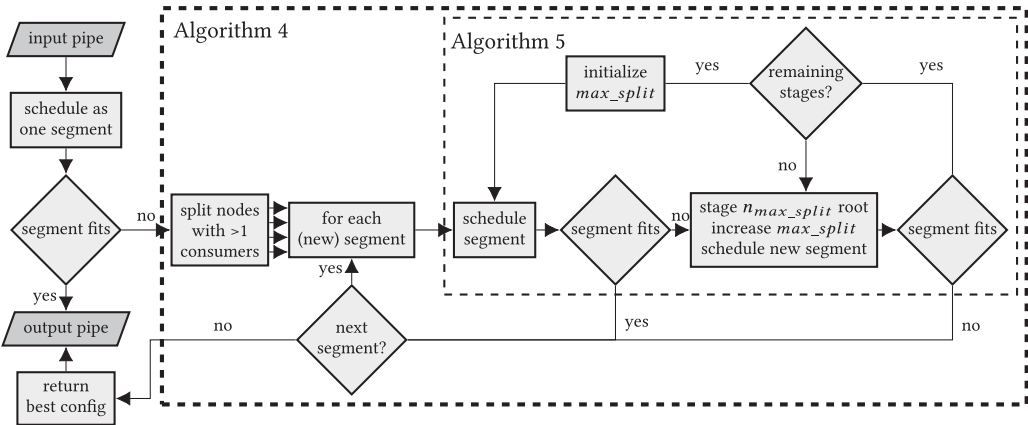 input pipe
schedule as
one segment
segment fits
no
yes
output pipe
return
best config
Algorithm 4
split nodes
with >1
consumers
for each
(new) segment
yes
next
segment?
no
Algorithm 5
initialize
max_split
yes
remaining
stages?
yes
no
schedule
segment
segment fits
no
stage n_max_split root
increase max_split
schedule new segment
segment fits
yes
no